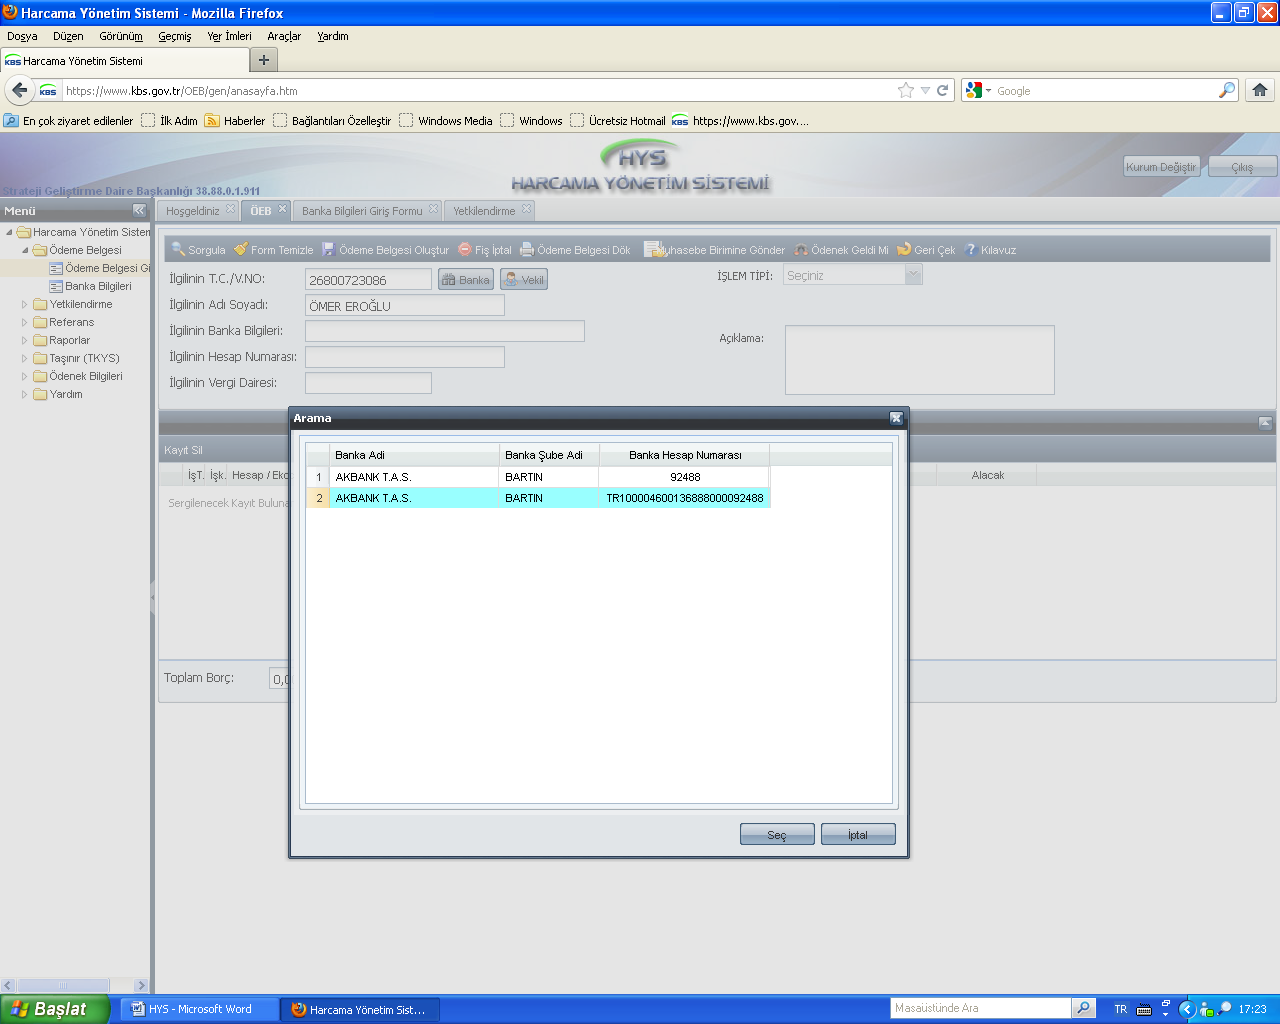 Harcama Yönetim Sistemi - Mozilla Firefox
Dosya Düzen Görünüm Geçmiş Yer İmleri Araçlar Yardım
KBS Harcama Yönetim Sistemi
KBS https://www.kbs.gov.tr/OEB/gen/anasayfa.htm Google
En çok ziyaret edilenler İlk Adım Haberler Bağlantıları Özelleştir Windows Media Windows Ücretsiz Hotmail KBS https://www.kbs.gov....
HYS
HARCAMA YÖNETİM SİSTEMİ
Kurum Değiştir Çıkış
Strateji Geliştirme Daire Başkanlığı 38.88.0.1.911
Menü
Hoşgeldiniz ÖEB Banka Bilgileri Giriş Formu Yetkilendirme
Harcama Yönetim Sisten
Ödeme Belgesi
Ödeme Belgesi Gi
Banka Bilgileri
Yetkilendirme
Referans
Raporlar
Taşınır (TKYS)
Ödenek Bilgileri
Yardım
Sorgula Form Temizle Ödeme Belgesi Oluştur Fiş İptal Ödeme Belgesi Dök Muhasebe Birimine Gönder Ödenek Geldi Mi Geri Çek Kılavuz
İlgilinin T.C./V.NO: 26800723086 Banka Vekil İŞLEM TİPİ: Seçiniz
İlgilinin Adı Soyadı: ÖMER EROĞLU
İlgilinin Banka Bilgileri: Açıklama:
İlgilinin Hesap Numarası:
İlgilinin Vergi Dairesi:
Kayıt Sil
İşT. İşk. Hesap / Eko Alacak
Sergilenecek Kayıt Buluna
Toplam Borç: 0,0
Arama
Banka Adi Banka Şube Adi Banka Hesap Numarası
1 AKBANK T.A.S. BARTIN 92488
2 AKBANK T.A.S. BARTIN TR100004600136888000092488
Seç İptal
Başlat HYS - Microsoft Word Harcama Yönetim Sist... Masaüstünde Ara TR 17:23